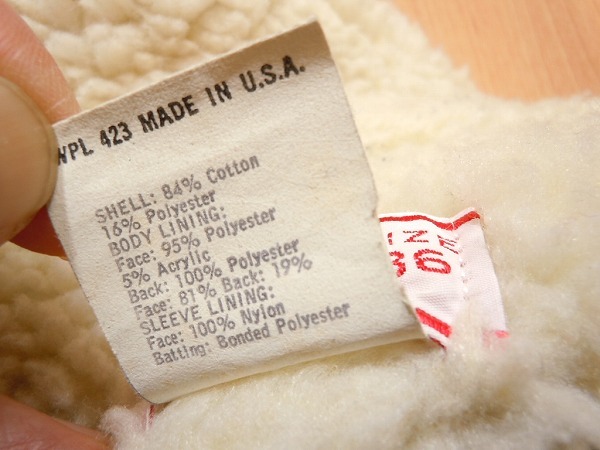 WPL 423 MADE IN U.S.A.
SHELL: 84% Cotton
16% Polyester
BODY LINING:
Face: 95% Polyester
5% Acrylic
Back: 100% Polyester
Face: 81% Back: 19%
SLEEVE LINING:
Face: 100% Nylon
Batting: Bonded Polyester
IZE
36